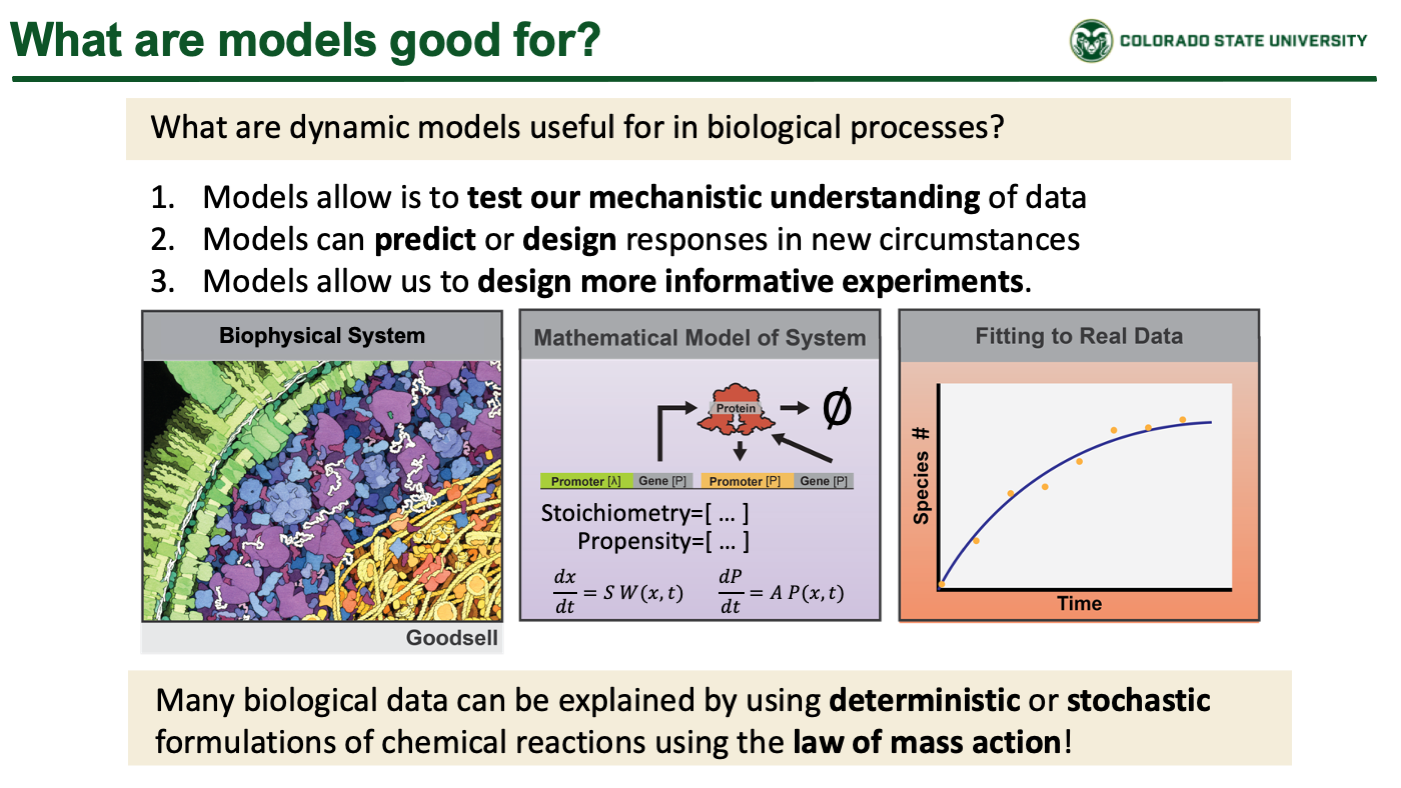 What are models good for?
COLORADO STATE UNIVERSITY
What are dynamic models useful for in biological processes?
1. Models allow is to test our mechanistic understanding of data
2. Models can predict or design responses in new circumstances
3. Models allow us to design more informative experiments.
Biophysical System
Goodsell
Mathematical Model of System
Protein
∅
Promoter [λ] Gene [P] Promoter [P] Gene [P]
Stoichiometry=[ … ]
Propensity=[ … ]
dx/dt = S W(x, t) dP/dt = A P(x, t)
Fitting to Real Data
Species #
Time
Many biological data can be explained by using deterministic or stochastic
formulations of chemical reactions using the law of mass action!